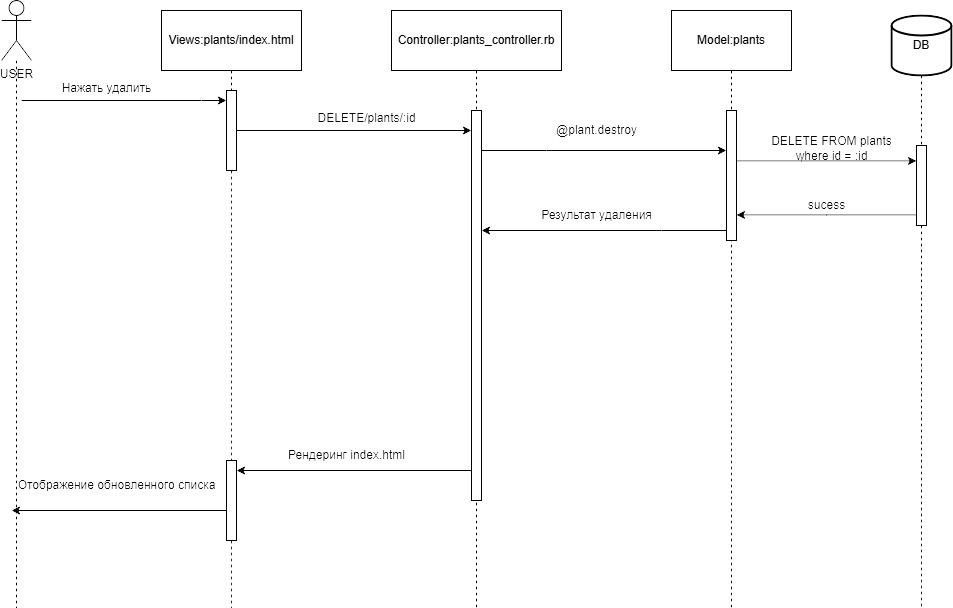 USER
Views:plants/index.html
Controller:plants_controller.rb
Model:plants
DB
Нажать удалить
DELETE/plants/:id
@plant.destroy
DELETE FROM plants
where id = :id
sucess
Результат удаления
Рендеринг index.html
Отображение обновленного списка